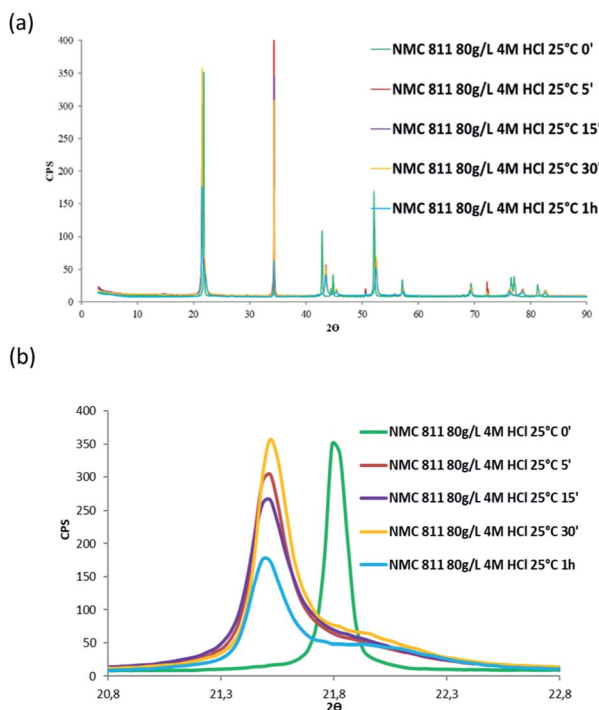 (a)
400
350
300
250
200
150
100
50
0
CPS
0 10 20 30 40 50 60 70 80 90
2Θ
NMC 811 80g/L 4M HCl 25°C 0'
NMC 811 80g/L 4M HCl 25°C 5'
NMC 811 80g/L 4M HCl 25°C 15'
NMC 811 80g/L 4M HCl 25°C 30'
NMC 811 80g/L 4M HCl 25°C 1h
(b)
400
350
300
250
200
150
100
50
0
CPS
20,8 21,3 21,8 22,3 22,8
2Θ
NMC 811 80g/L 4M HCl 25°C 0'
NMC 811 80g/L 4M HCl 25°C 5'
NMC 811 80g/L 4M HCl 25°C 15'
NMC 811 80g/L 4M HCl 25°C 30'
NMC 811 80g/L 4M HCl 25°C 1h